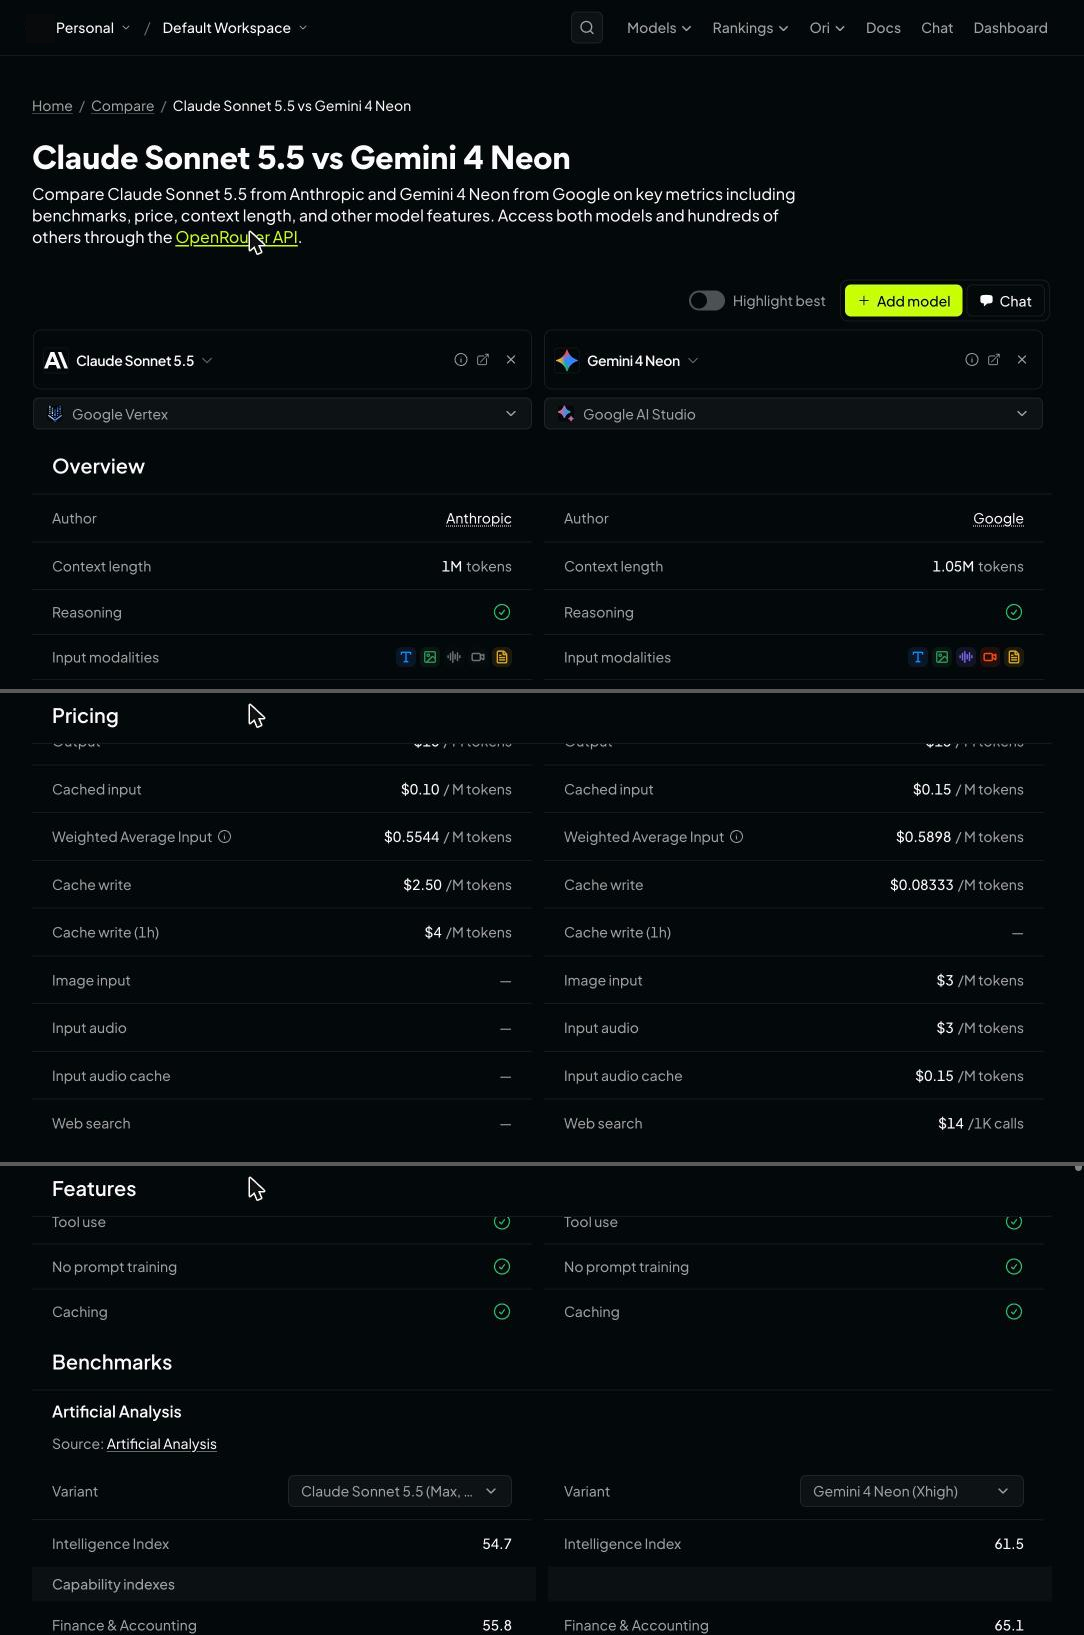 Personal / Default Workspace Models Rankings Ori Docs Chat Dashboard
Home / Compare / Claude Sonnet 5.5 vs Gemini 4 Neon
Claude Sonnet 5.5 vs Gemini 4 Neon
Compare Claude Sonnet 5.5 from Anthropic and Gemini 4 Neon from Google on key metrics including
benchmarks, price, context length, and other model features. Access both models and hundreds of
others through the OpenRouter API.
Highlight best + Add model Chat
Claude Sonnet 5.5 Gemini 4 Neon
Google Vertex Google AI Studio
Overview
Author Anthropic Author Google
Context length 1M tokens Context length 1.05M tokens
Reasoning Reasoning
Input modalities Input modalities
Pricing
Output / M tokens Output / M tokens
Cached input $0.10 / M tokens Cached input $0.15 / M tokens
Weighted Average Input $0.5544 / M tokens Weighted Average Input $0.5898 / M tokens
Cache write $2.50 /M tokens Cache write $0.08333 /M tokens
Cache write (1h) $4 /M tokens Cache write (1h) —
Image input — Image input $3 /M tokens
Input audio — Input audio $3 /M tokens
Input audio cache — Input audio cache $0.15 /M tokens
Web search — Web search $14 /1K calls
Features
Tool use Tool use
No prompt training No prompt training
Caching Caching
Benchmarks
Artificial Analysis
Source: Artificial Analysis
Variant Claude Sonnet 5.5 (Max, ... Variant Gemini 4 Neon (Xhigh)
Intelligence Index 54.7 Intelligence Index 61.5
Capability indexes
Finance & Accounting 55.8 Finance & Accounting 65.1